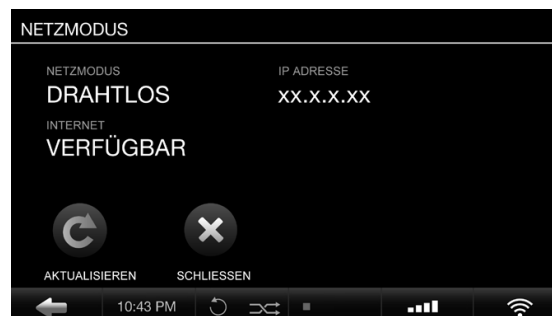 NETZMODUS
NETZMODUS
IP ADRESSE
DRAHTLOS
xx.x.x.xx
INTERNET
VERFÜGBAR
AKTUALISIEREN
SCHLIESSEN
10:43 PM